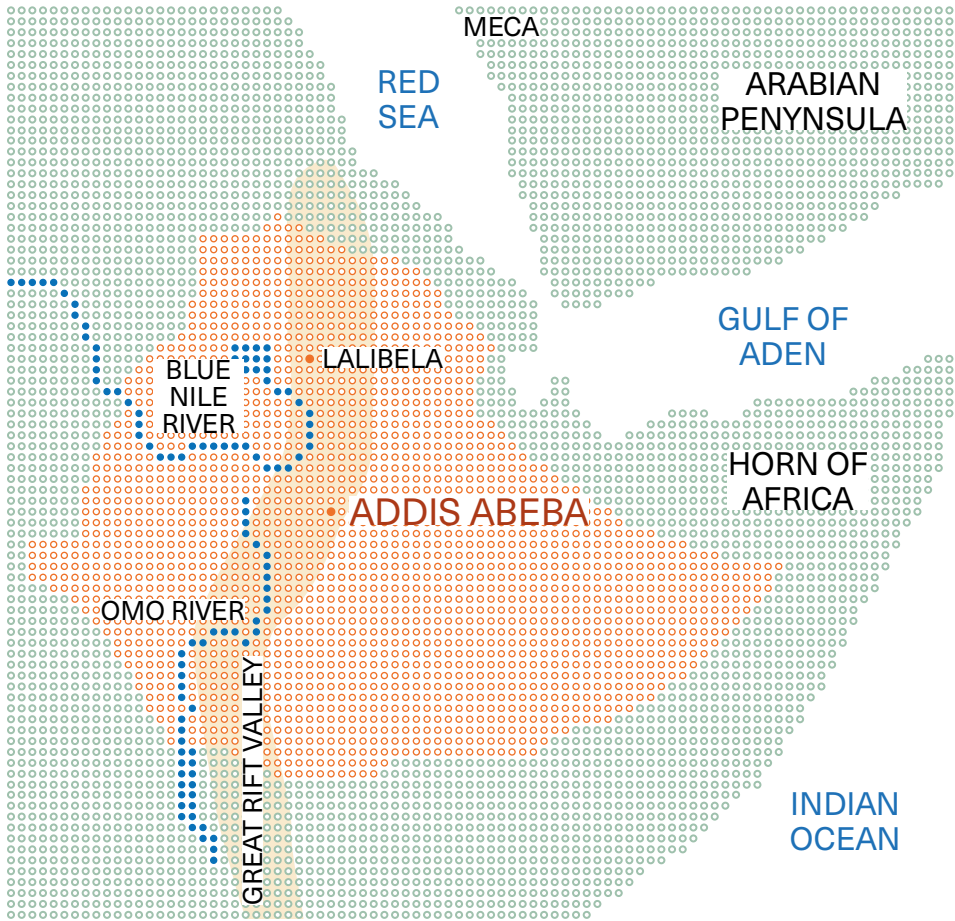 MECA
RED
SEA
ARABIAN
PENYNSULA
GULF OF
ADEN
LALIBELA
BLUE
NILE
RIVER
HORN OF
AFRICA
ADDIS ABEBA
OMO RIVER
GREAT RIFT VALLEY
INDIAN
OCEAN